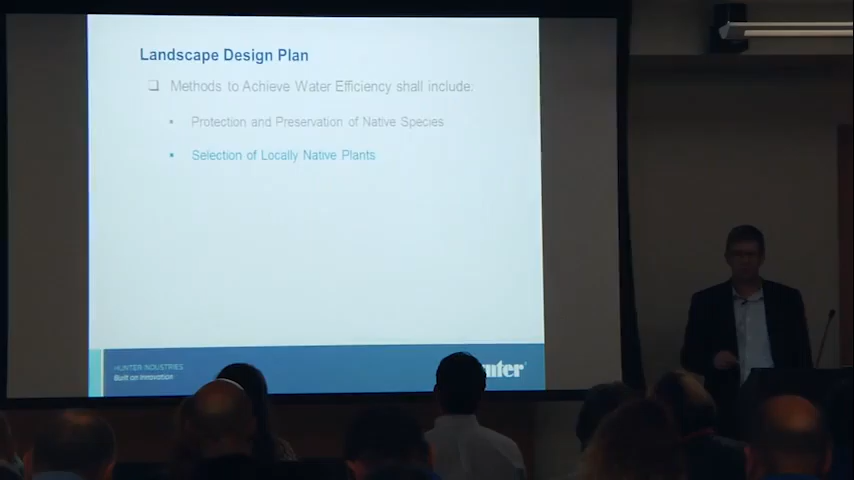 Landscape Design Plan
Methods to Achieve Water Efficiency shall include:
Protection and Preservation of Native Species
Selection of Locally Native Plants
HUNTER INDUSTRIES
Built on Innovation